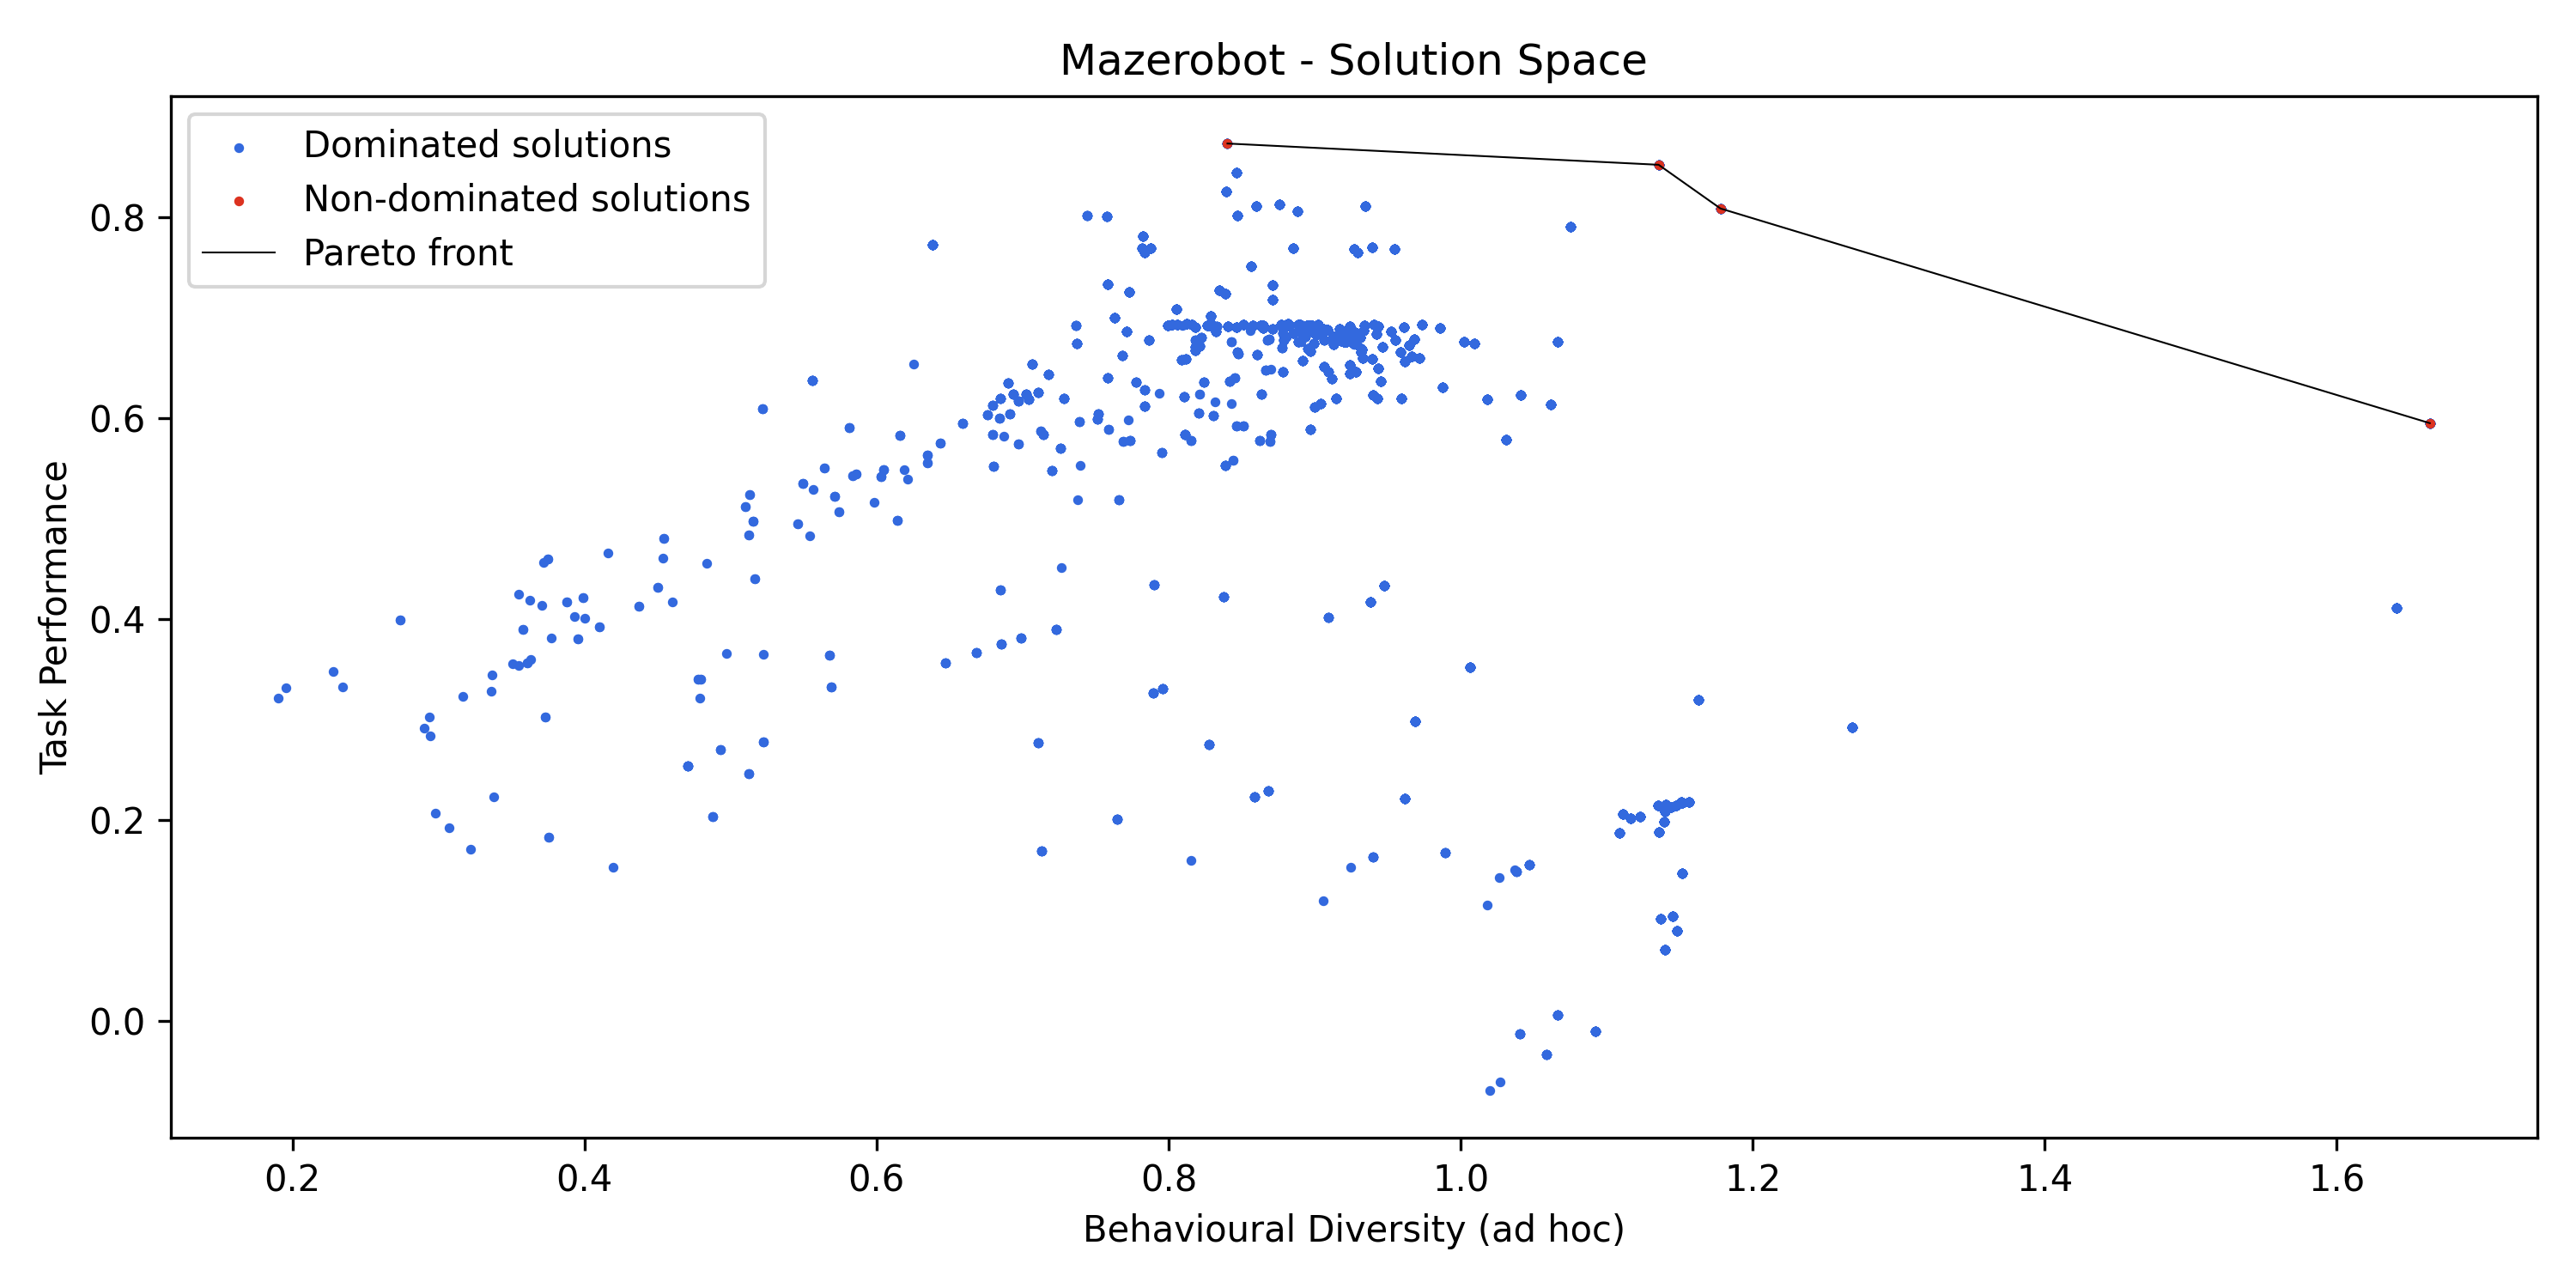 Mazerobot - Solution Space
Dominated solutions
Non-dominated solutions
Pareto front
Task Performance
0.8
0.6
0.4
0.2
0.0
0.2 0.4 0.6 0.8 1.0 1.2 1.4 1.6
Behavioural Diversity (ad hoc)